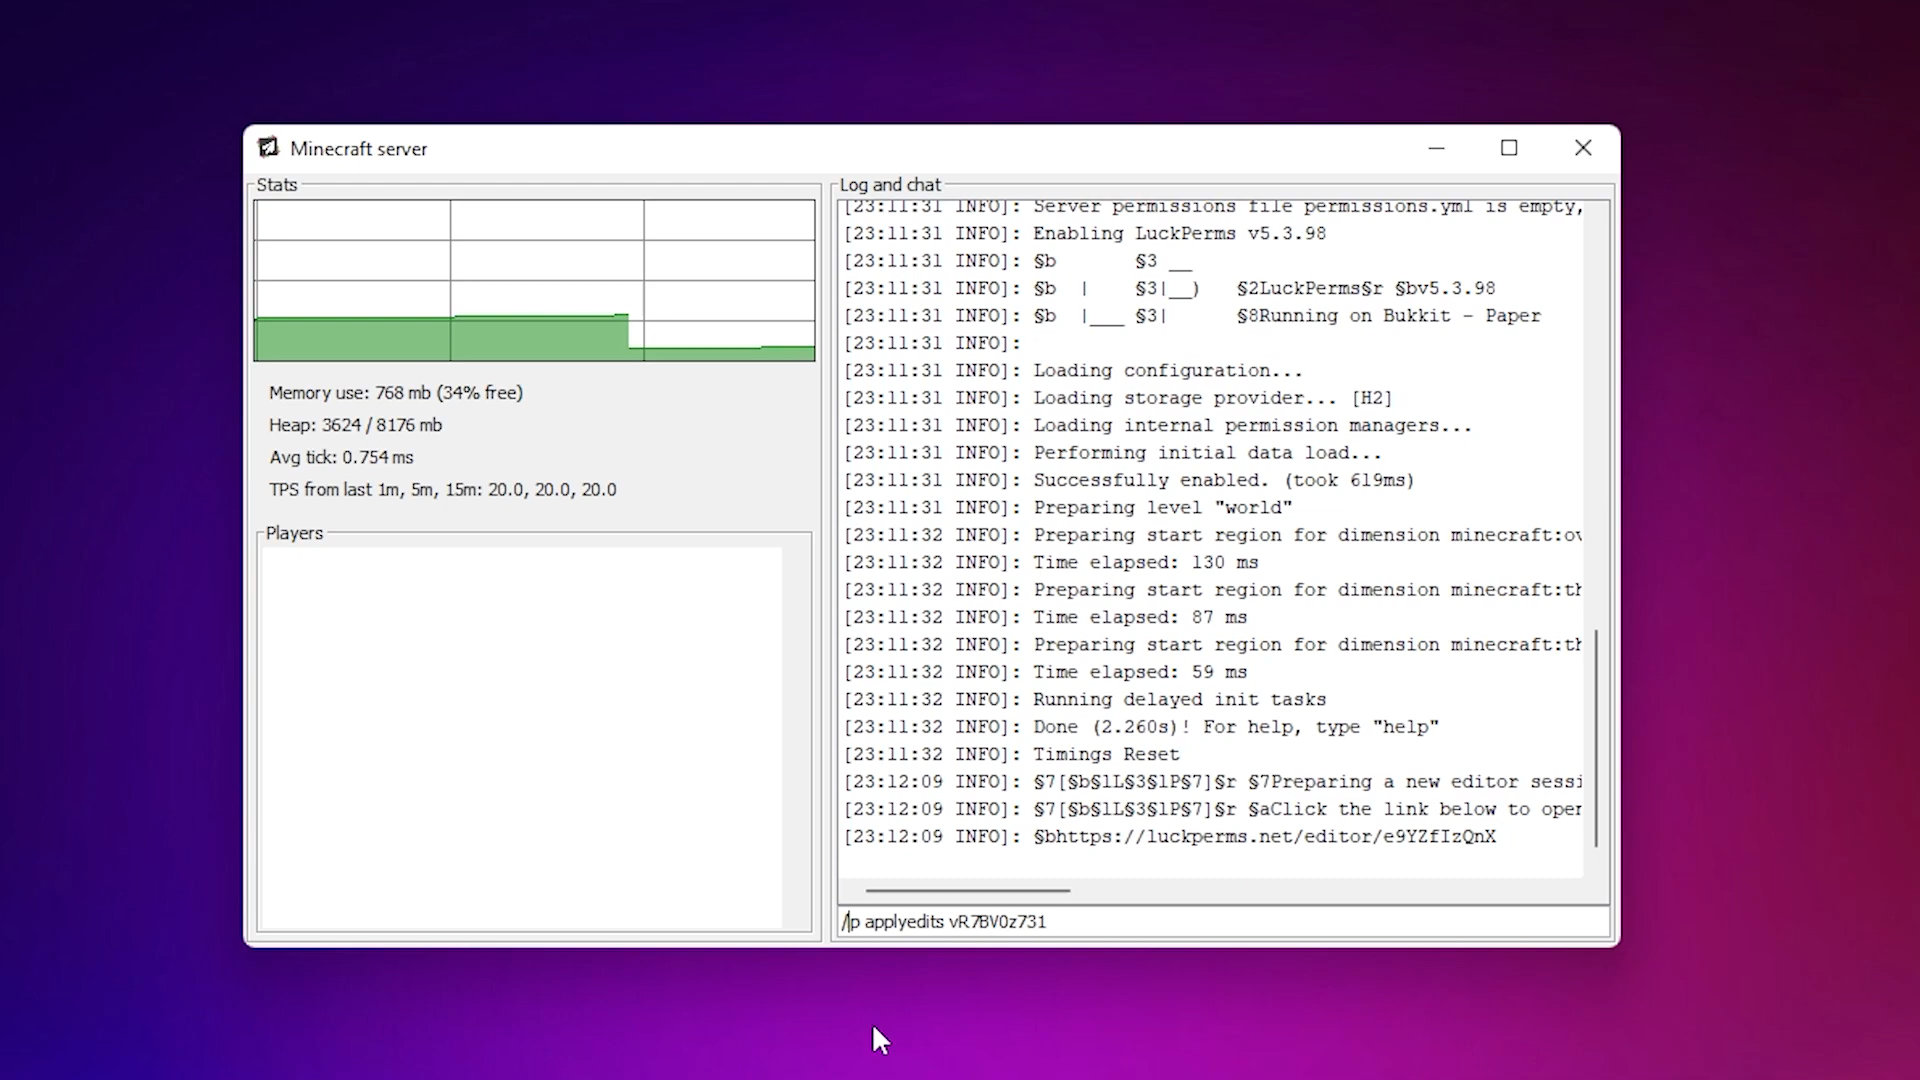 Minecraft server
Stats
Memory use: 768 mb (34% free)
Heap: 3624 / 8176 mb
Avg tick: 0.754 ms
TPS from last 1m, 5m, 15m: 20.0, 20.0, 20.0
Players
Log and chat
[23:11:31 INFO]: Server permissions file permissions.yml is empty,
[23:11:31 INFO]: Enabling LuckPerms v5.3.98
[23:11:31 INFO]: §b       §3 __
[23:11:31 INFO]: §b  |    §3|__)   §2LuckPerms§r §bv5.3.98
[23:11:31 INFO]: §b  |___ §3|      §8Running on Bukkit - Paper
[23:11:31 INFO]:
[23:11:31 INFO]: Loading configuration...
[23:11:31 INFO]: Loading storage provider... [H2]
[23:11:31 INFO]: Loading internal permission managers...
[23:11:31 INFO]: Performing initial data load...
[23:11:31 INFO]: Successfully enabled. (took 619ms)
[23:11:31 INFO]: Preparing level "world"
[23:11:32 INFO]: Preparing start region for dimension minecraft:ov
[23:11:32 INFO]: Time elapsed: 130 ms
[23:11:32 INFO]: Preparing start region for dimension minecraft:th
[23:11:32 INFO]: Time elapsed: 87 ms
[23:11:32 INFO]: Preparing start region for dimension minecraft:th
[23:11:32 INFO]: Time elapsed: 59 ms
[23:11:32 INFO]: Running delayed init tasks
[23:11:32 INFO]: Done (2.260s)! For help, type "help"
[23:11:32 INFO]: Timings Reset
[23:12:09 INFO]: §7[§b§lL§3§lP§7]§r §7Preparing a new editor sessi
[23:12:09 INFO]: §7[§b§lL§3§lP§7]§r §aClick the link below to open
[23:12:09 INFO]: §bhttps://luckperms.net/editor/e9YZfIzQnX
/lp applyedits vR7BV0z731